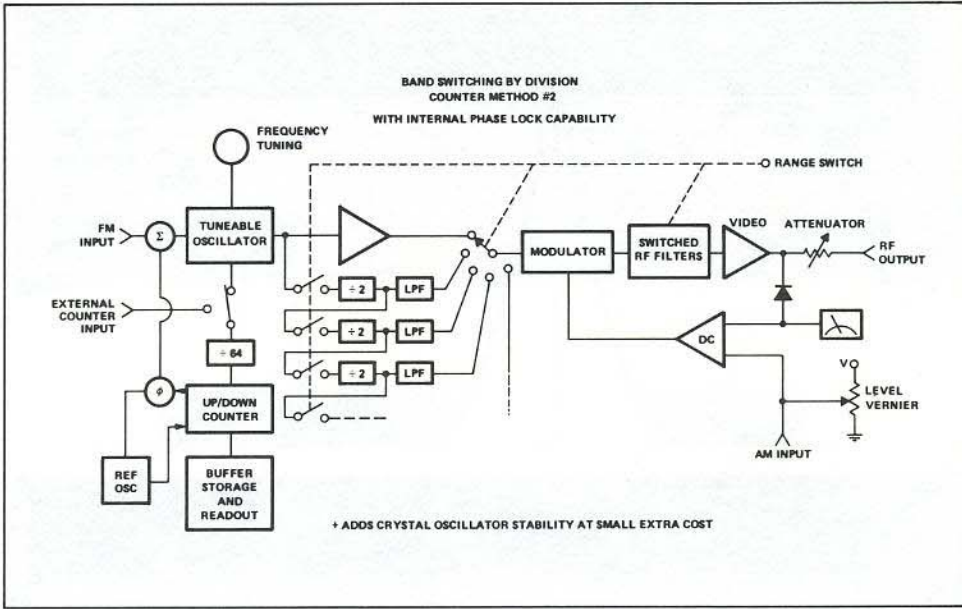 BAND SWITCHING BY DIVISION
COUNTER METHOD #2
WITH INTERNAL PHASE LOCK CAPABILITY
FREQUENCY
TUNING
RANGE SWITCH
FM
INPUT
Σ
TUNEABLE
OSCILLATOR
MODULATOR
SWITCHED
RF FILTERS
VIDEO
ATTENUATOR
RF
OUTPUT
÷ 2
LPF
EXTERNAL
COUNTER
INPUT
÷ 2
LPF
DC
÷ 64
÷ 2
LPF
V
LEVEL
VERNIER
ϕ
UP/DOWN
COUNTER
AM INPUT
REF
OSC
BUFFER
STORAGE
AND
READOUT
+ ADDS CRYSTAL OSCILLATOR STABILITY AT SMALL EXTRA COST